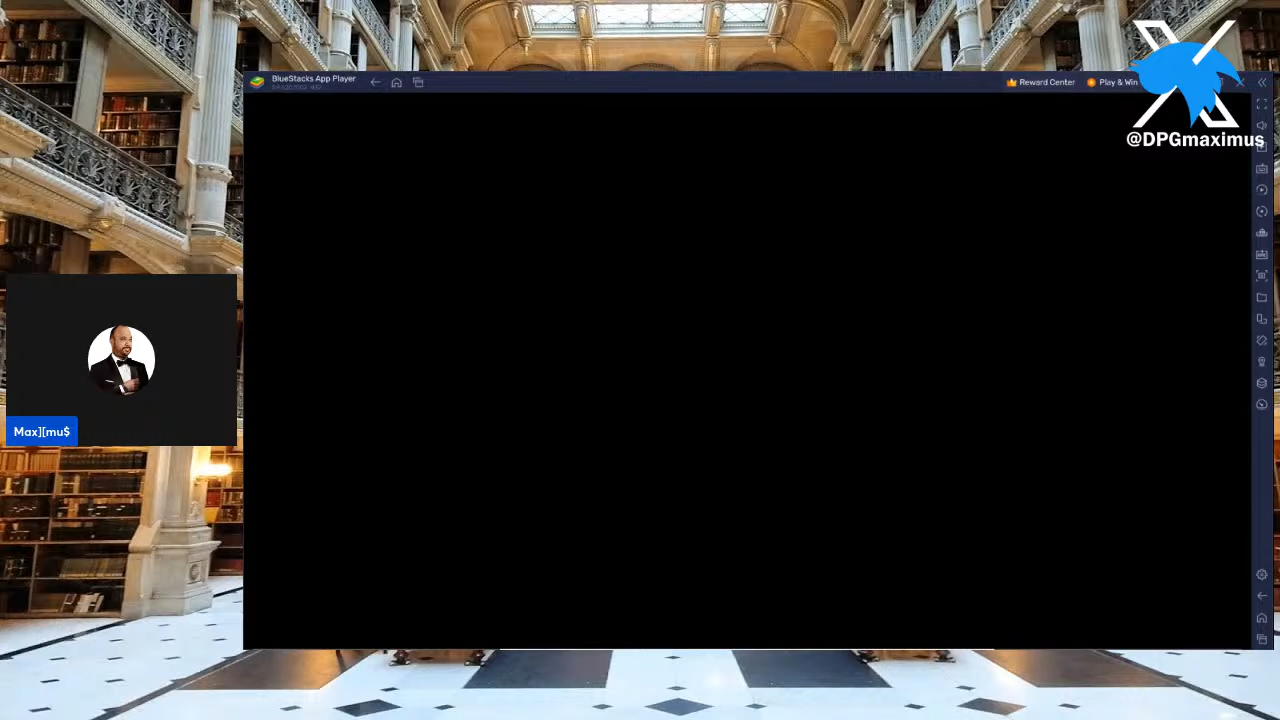 BlueStacks App Player
Reward Center
Play & Win
@DPGmaximus
Max][mu$